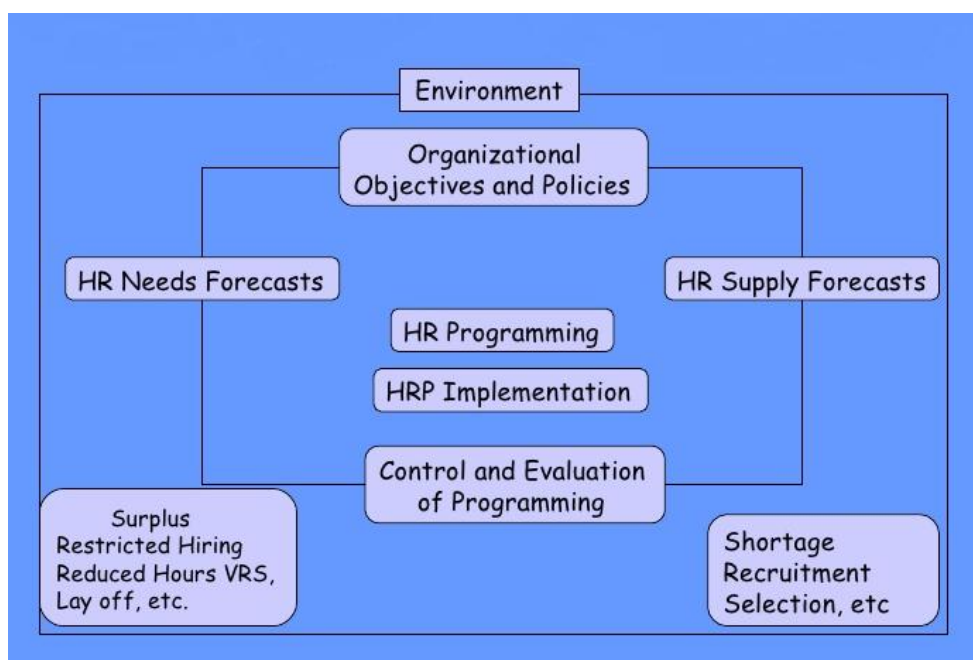 Environment
Organizational
Objectives and Policies
HR Needs Forecasts
HR Supply Forecasts
HR Programming
HRP Implementation
Control and Evaluation
of Programming
Surplus
Restricted Hiring
Reduced Hours VRS,
Lay off, etc.
Shortage
Recruitment
Selection, etc